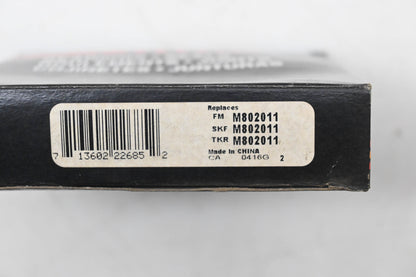 Replaces
FM M802011
SKF M802011
TKR M802011
Made In CHINA
CA 0416G 2
7 13602 22685 2